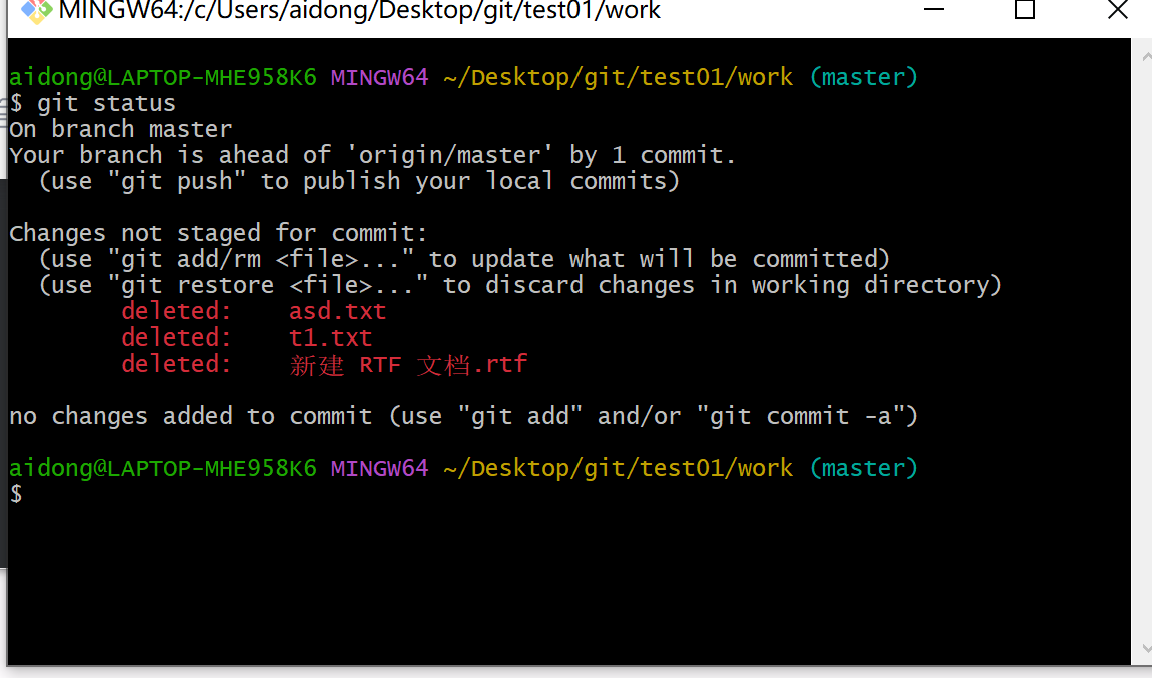 MINGW64:/c/Users/aidong/Desktop/git/test01/work
aidong@LAPTOP-MHE958K6 MINGW64 ~/Desktop/git/test01/work (master)
$ git status
On branch master
Your branch is ahead of 'origin/master' by 1 commit.
  (use "git push" to publish your local commits)
Changes not staged for commit:
  (use "git add/rm <file>..." to update what will be committed)
  (use "git restore <file>..." to discard changes in working directory)
        deleted:    asd.txt
        deleted:    t1.txt
        deleted:    新建 RTF 文档.rtf
no changes added to commit (use "git add" and/or "git commit -a")
aidong@LAPTOP-MHE958K6 MINGW64 ~/Desktop/git/test01/work (master)
$